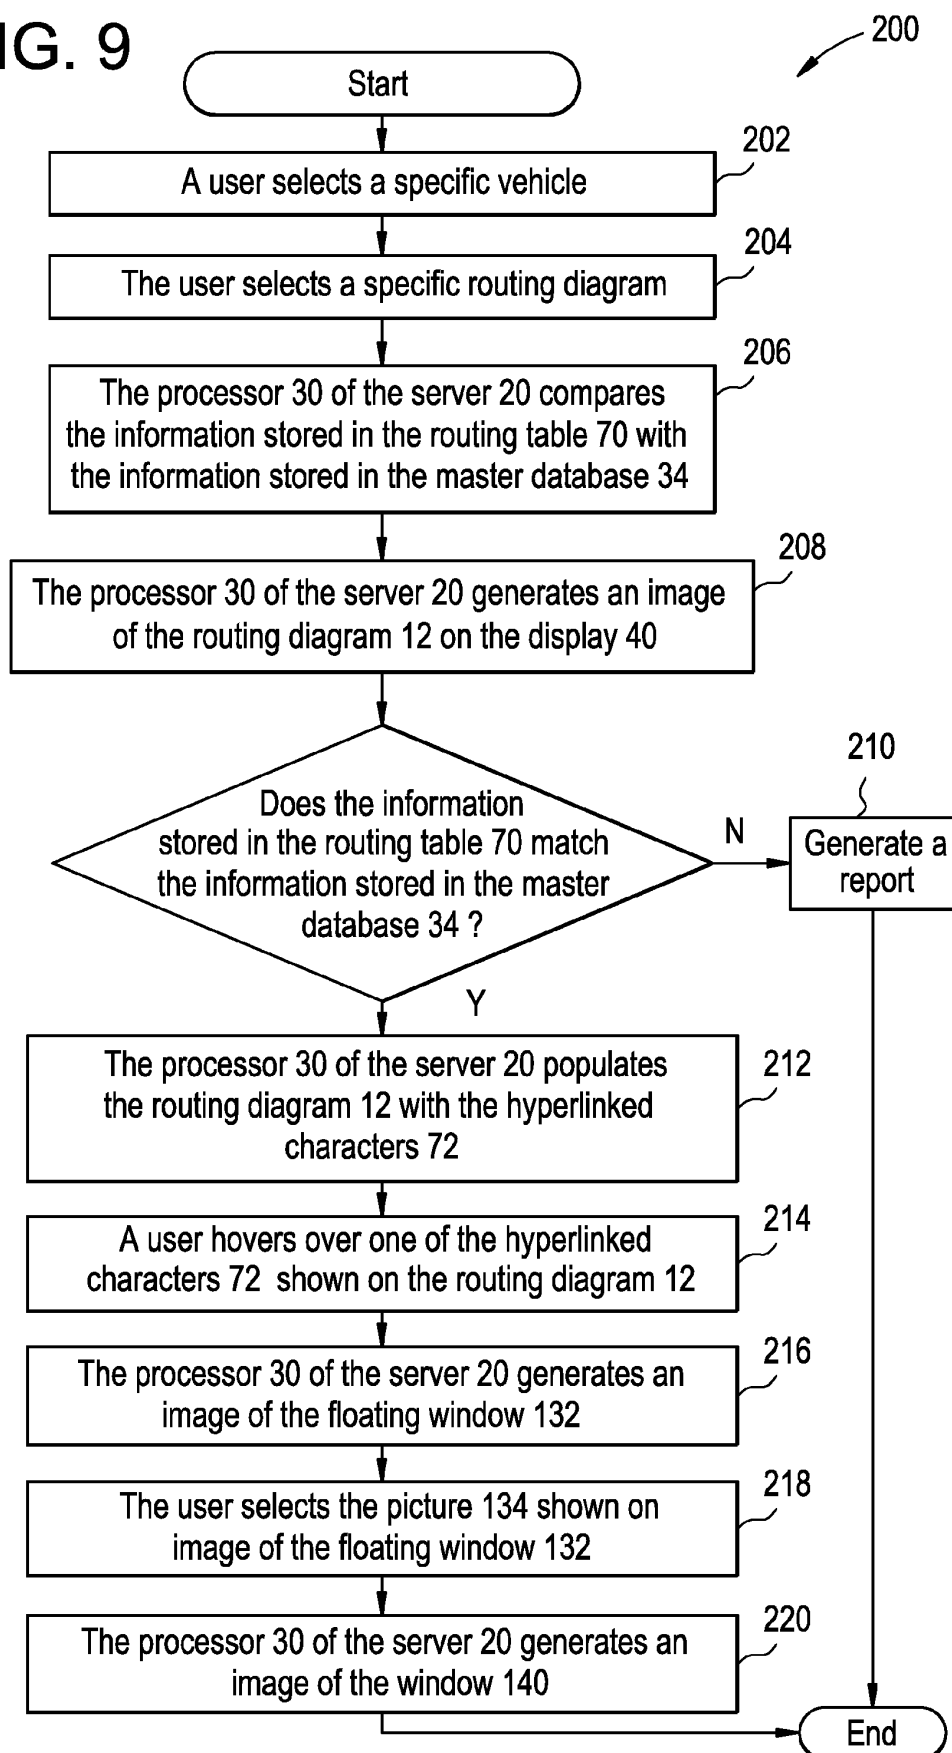 IG. 9
200
Start
202
A user selects a specific vehicle
204
The user selects a specific routing diagram
206
The processor 30 of the server 20 compares
the information stored in the routing table 70 with
the information stored in the master database 34
208
The processor 30 of the server 20 generates an image
of the routing diagram 12 on the display 40
Does the information
stored in the routing table 70 match
the information stored in the master
database 34 ?
N
210
Generate a
report
Y
212
The processor 30 of the server 20 populates
the routing diagram 12 with the hyperlinked
characters 72
214
A user hovers over one of the hyperlinked
characters 72 shown on the routing diagram 12
216
The processor 30 of the server 20 generates an
image of the floating window 132
218
The user selects the picture 134 shown on
image of the floating window 132
220
The processor 30 of the server 20 generates an
image of the window 140
End